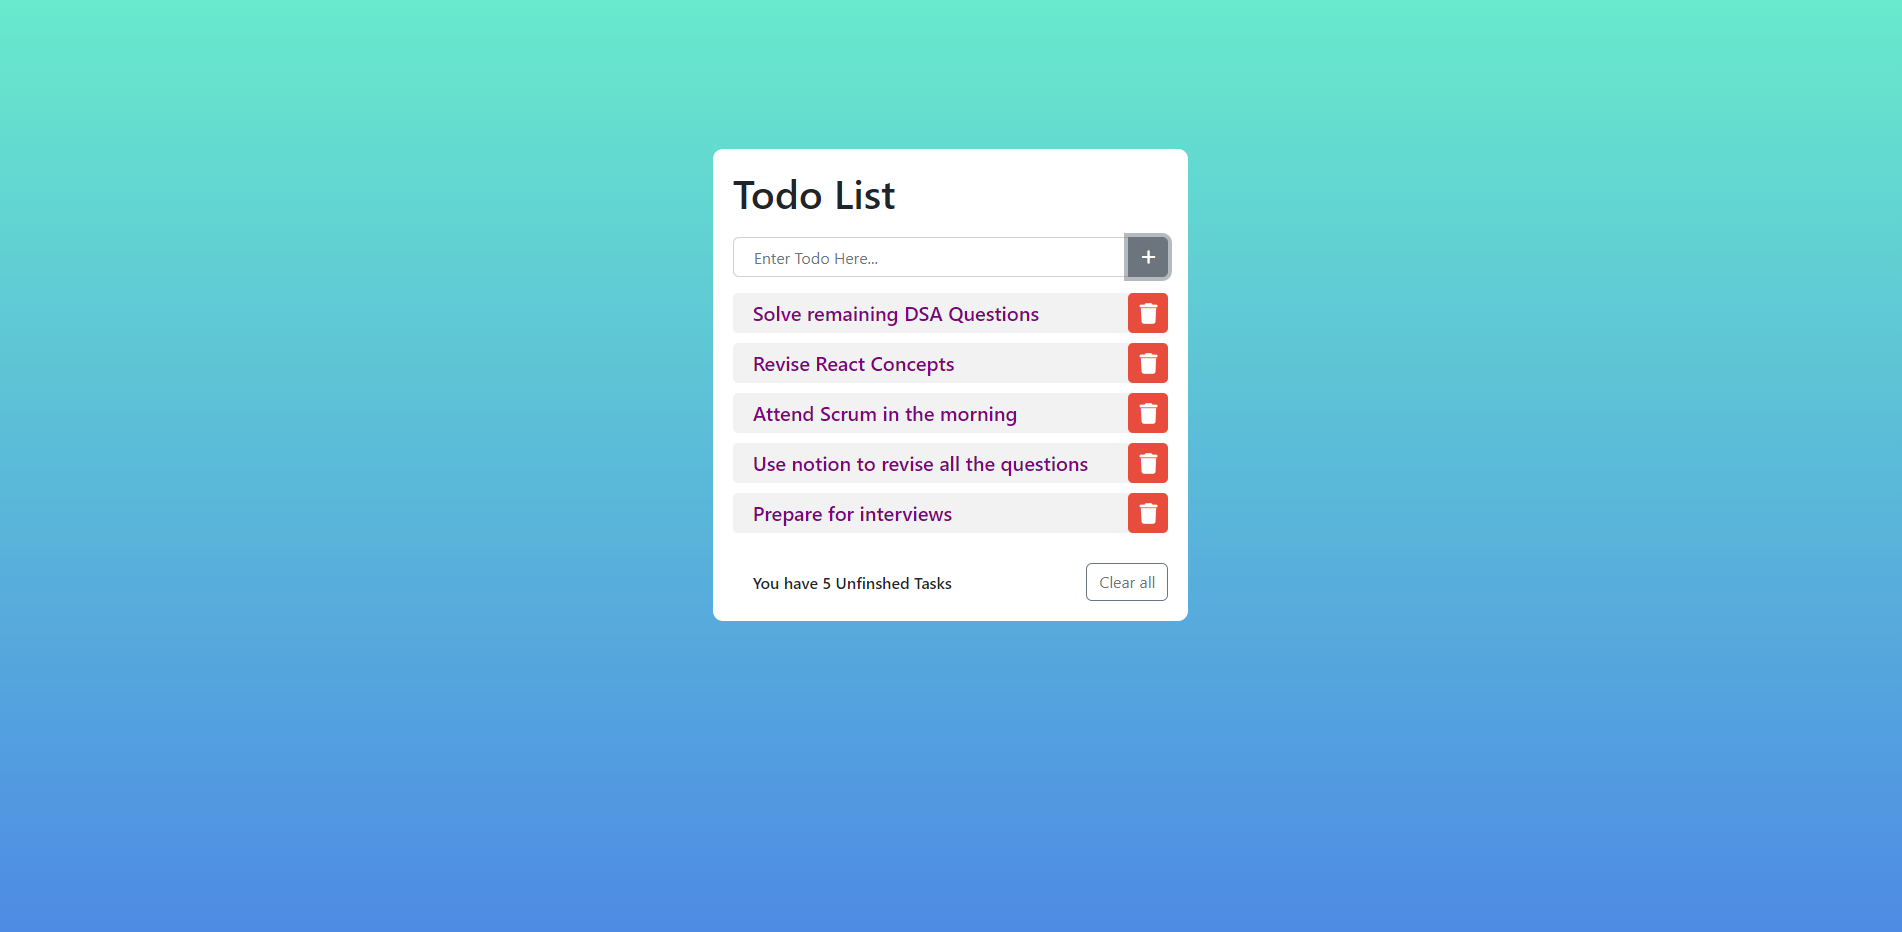 Todo List
Enter Todo Here...
+
Solve remaining DSA Questions
Revise React Concepts
Attend Scrum in the morning
Use notion to revise all the questions
Prepare for interviews
You have 5 Unfinshed Tasks
Clear all